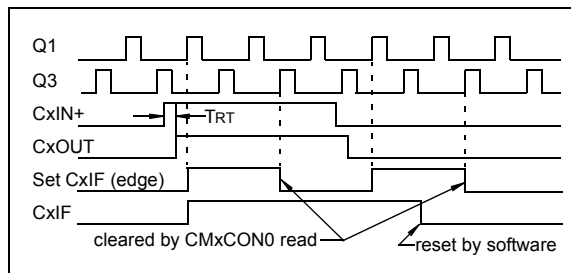 Q1
Q3
CxIN+
TRT
CxOUT
Set CxIF (edge)
CxIF
cleared by CMxCON0 read
reset by software